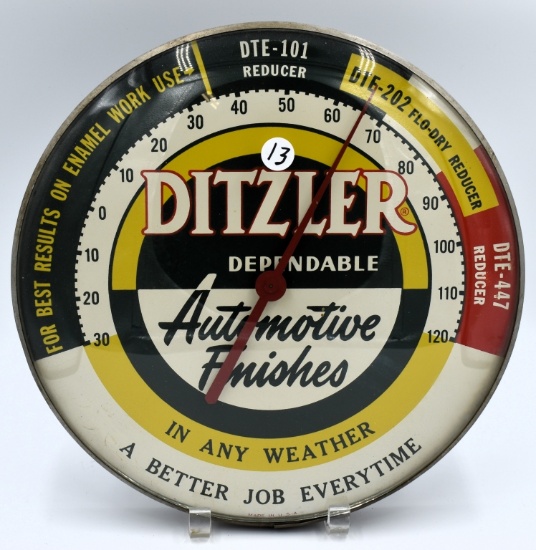 FOR BEST RESULTS ON ENAMEL WORK USE
DTE-101
REDUCER
DTE-202 FLO-DRY REDUCER
DTE-447
REDUCER
30 20 10 0 10 20 30 40 50 60 70 80 90 100 110 120
13
DITZLER®
DEPENDABLE
Automotive
Finishes
IN ANY WEATHER
A BETTER JOB EVERYTIME
MADE IN U.S.A.